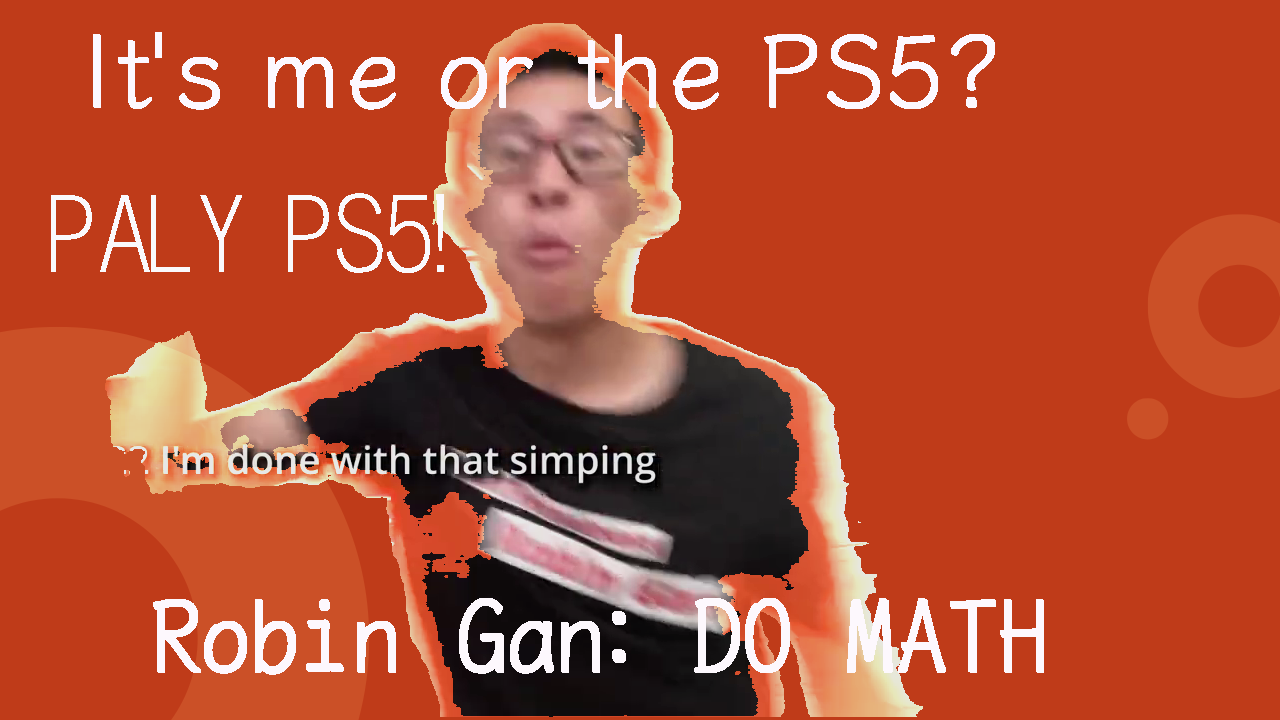 It's me or the PS5?
PALY PS5!
?? I'm done with that simping
Robin Gan: DO MATH